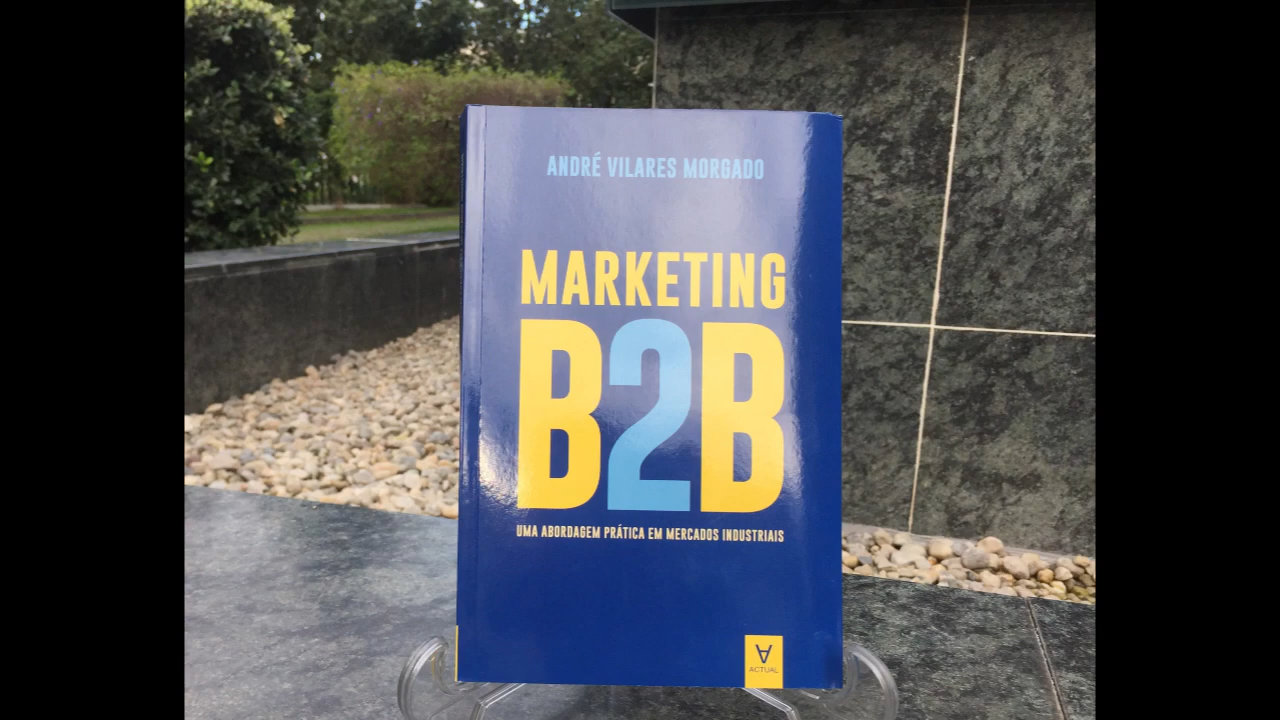 ANDRÉ VILARES MORGADO
MARKETING
B2B
UMA ABORDAGEM PRÁTICA EM MERCADOS INDUSTRIAIS
ACTUAL